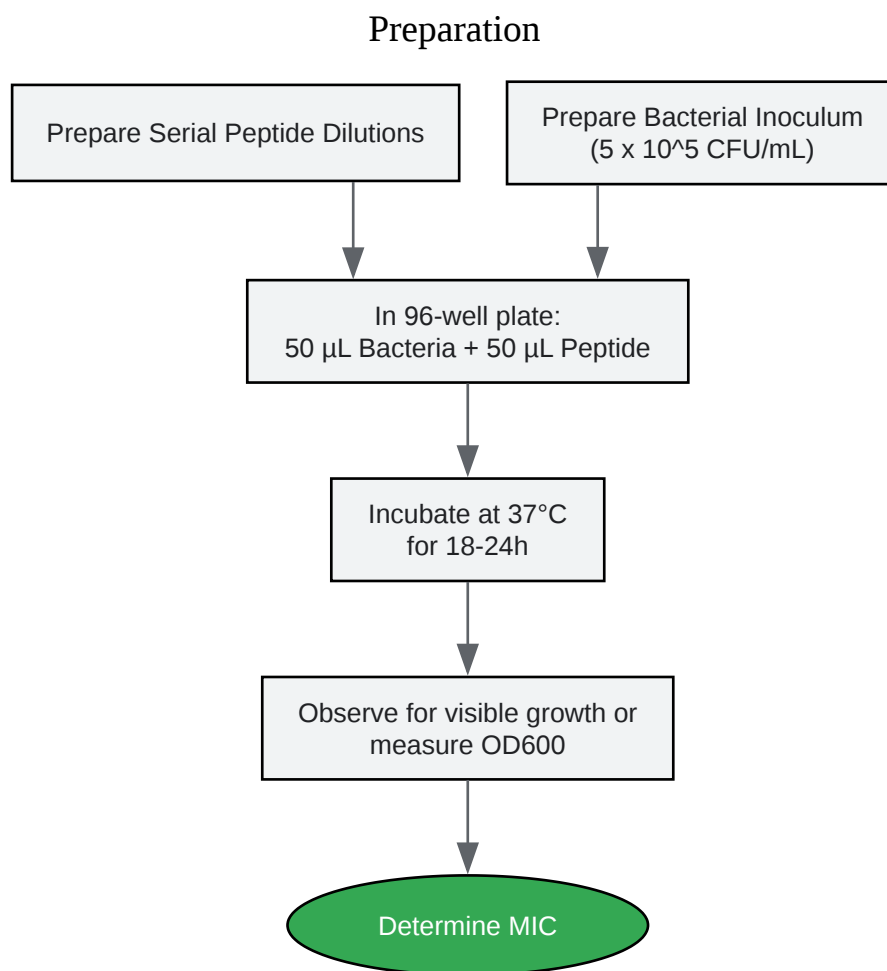 Preparation
Prepare Serial Peptide Dilutions
Prepare Bacterial Inoculum
(5 x 10^5 CFU/mL)
In 96-well plate:
50 µL Bacteria + 50 µL Peptide
Incubate at 37°C
for 18-24h
Observe for visible growth or
measure OD600
Determine MIC